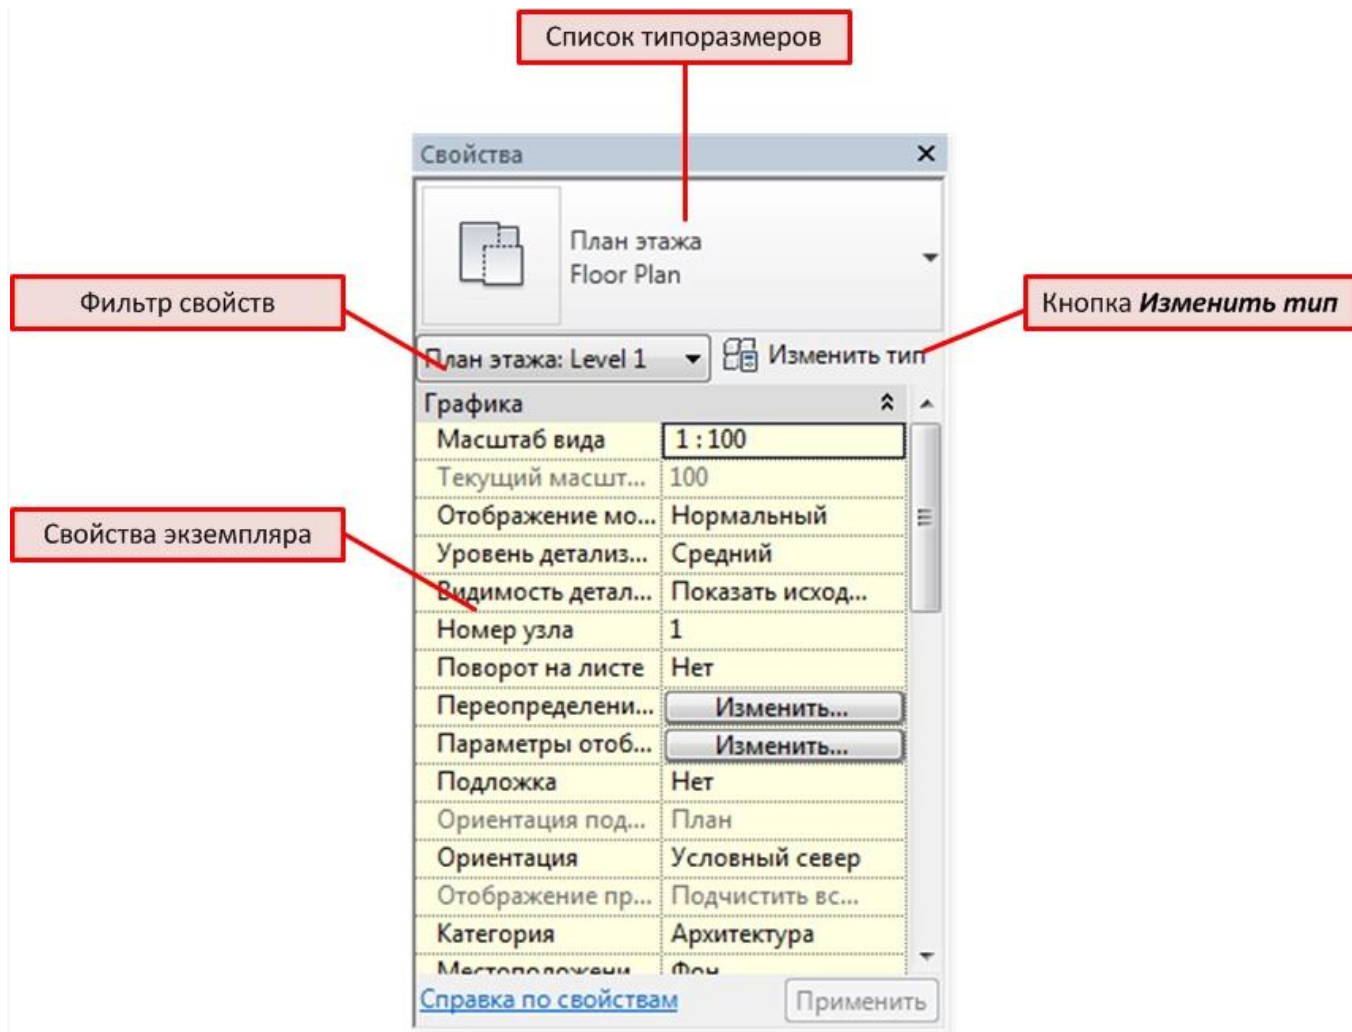 Список типоразмеров
Свойства
План этажа
Floor Plan
Фильтр свойств
Кнопка Изменить тип
План этажа: Level 1
Изменить тип
Графика
Масштаб вида 1 : 100
Текущий масшт... 100
Отображение мо... Нормальный
Свойства экземпляра
Уровень детализ... Средний
Видимость детал... Показать исход...
Номер узла 1
Поворот на листе Нет
Переопределени... Изменить...
Параметры отоб... Изменить...
Подложка Нет
Ориентация под... План
Ориентация Условный север
Отображение пр... Подчистить вс...
Категория Архитектура
Местоположени Фон
Справка по свойствам
Применить